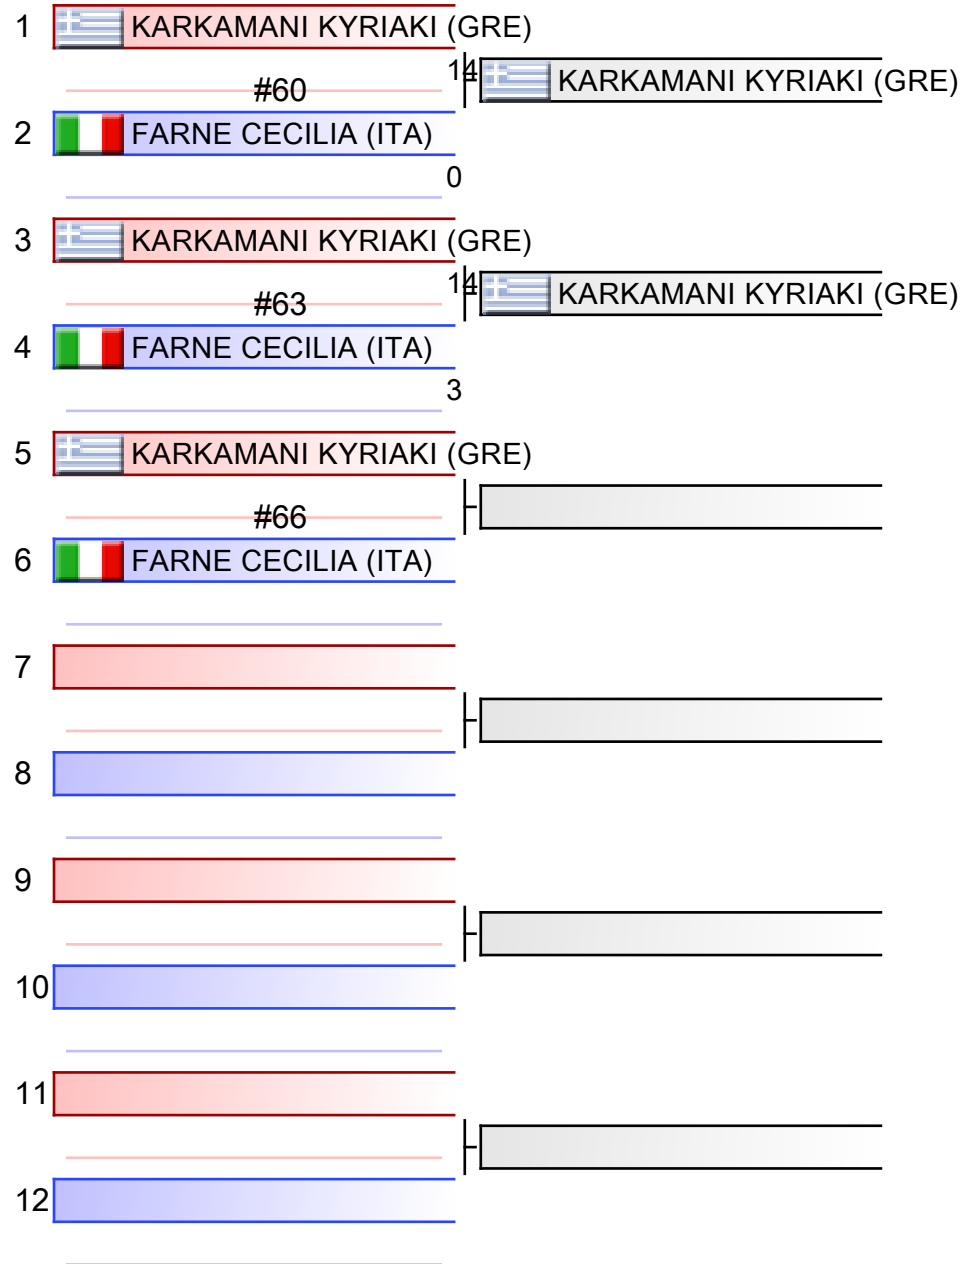 1 KARKAMANI KYRIAKI (GRE)
14 KARKAMANI KYRIAKI (GRE)
#60
2 FARNE CECILIA (ITA)
0
3 KARKAMANI KYRIAKI (GRE)
14 KARKAMANI KYRIAKI (GRE)
#63
4 FARNE CECILIA (ITA)
3
5 KARKAMANI KYRIAKI (GRE)
#66
6 FARNE CECILIA (ITA)
7
8
9
10
11
12